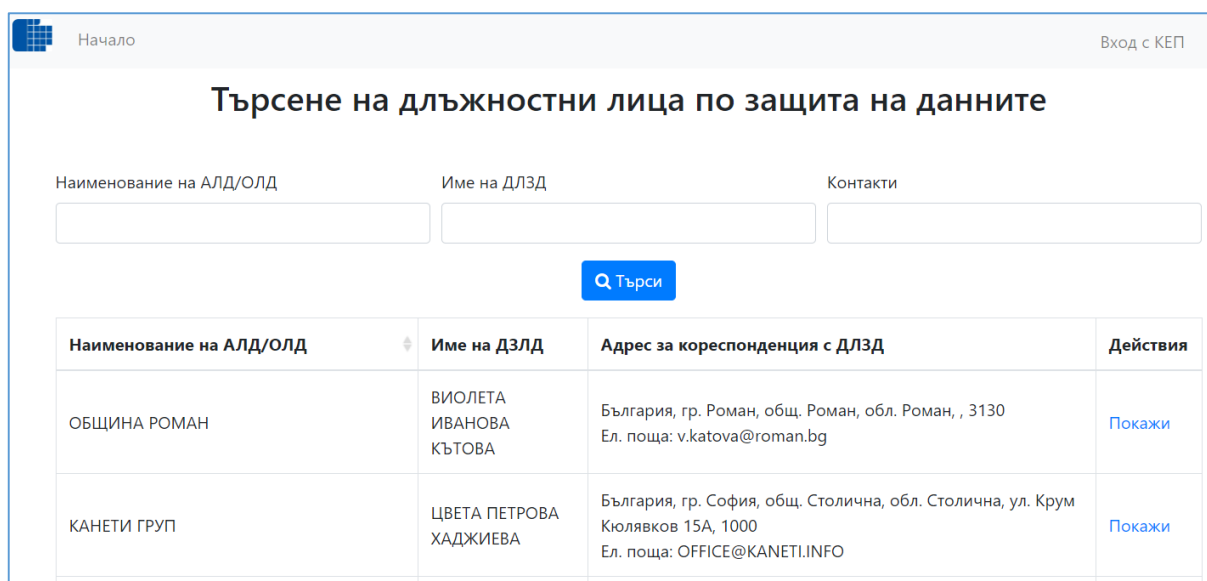 Начало
Вход с КЕП
Търсене на длъжностни лица по защита на данните
Наименование на АЛД/ОЛД
Име на ДЛЗД
Контакти
Търси
Наименование на АЛД/ОЛД
Име на ДЗЛД
Адрес за кореспонденция с ДЛЗД
Действия
ОБЩИНА РОМАН
ВИОЛЕТА
ИВАНОВА
КЪТОВА
България, гр. Роман, общ. Роман, обл. Роман, , 3130
Ел. поща: v.katova@roman.bg
Покажи
КАНЕТИ ГРУП
ЦВЕТА ПЕТРОВА
ХАДЖИЕВА
България, гр. София, общ. Столична, обл. Столична, ул. Крум
Кюлявков 15А, 1000
Ел. поща: OFFICE@KANETI.INFO
Покажи